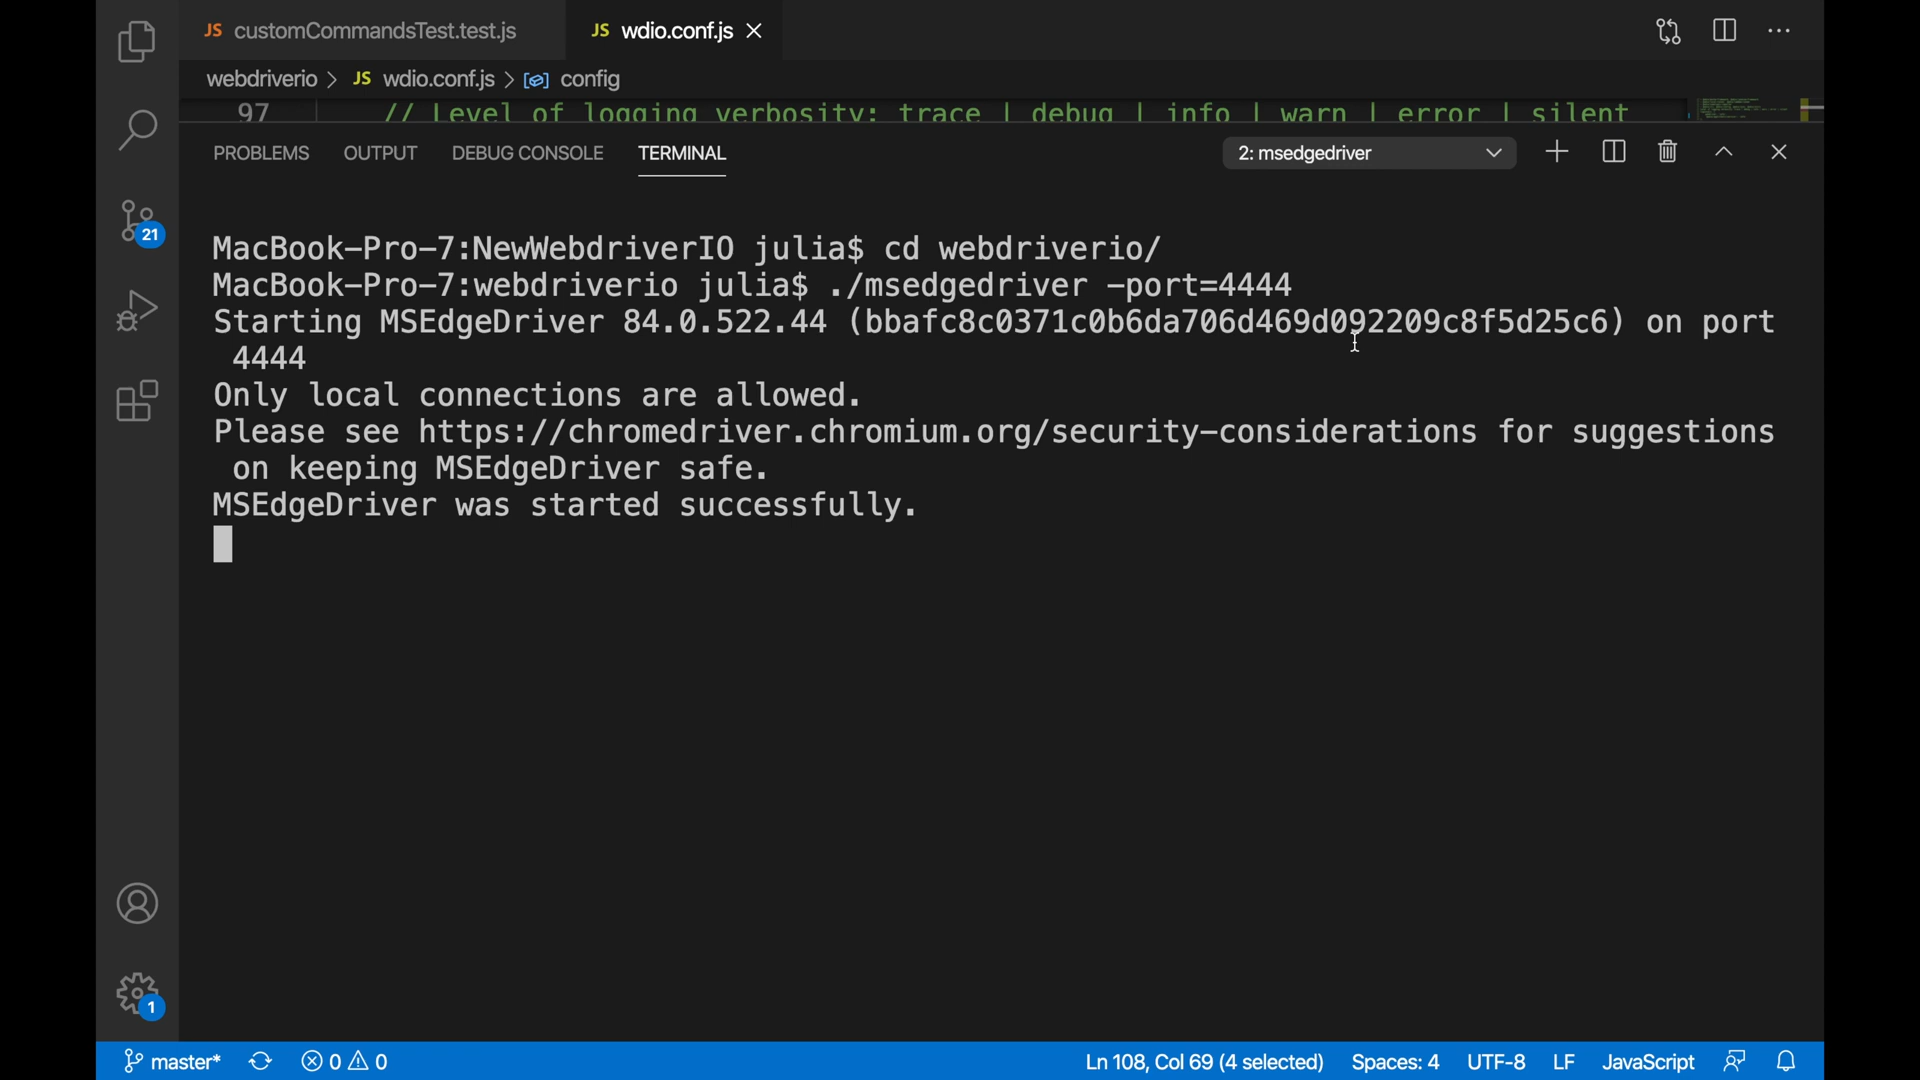 JS customCommandsTest.test.js JS wdio.conf.js
webdriverio > JS wdio.conf.js > config
97 // Level of logging verbosity: trace | debug | info | warn | error | silent
PROBLEMS OUTPUT DEBUG CONSOLE TERMINAL 2: msedgedriver
MacBook-Pro-7:NewWebdriverIO julia$ cd webdriverio/
MacBook-Pro-7:webdriverio julia$ ./msedgedriver -port=4444
Starting MSEdgeDriver 84.0.522.44 (bbafc8c0371c0b6da706d469d092209c8f5d25c6) on port
4444
Only local connections are allowed.
Please see https://chromedriver.chromium.org/security-considerations for suggestions
on keeping MSEdgeDriver safe.
MSEdgeDriver was started successfully.
21
1
master* 0 0 Ln 108, Col 69 (4 selected) Spaces: 4 UTF-8 LF JavaScript